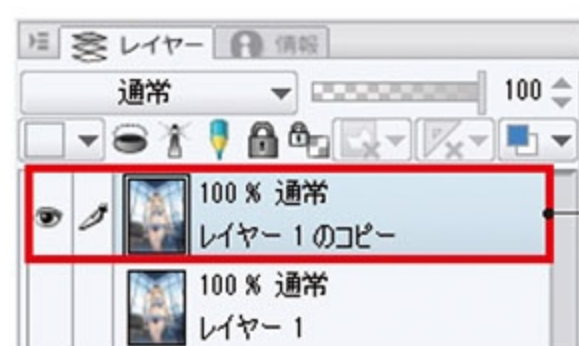 レイヤー 情報
通常 100
100 % 通常
レイヤー 1 のコピー
100 % 通常
レイヤー 1